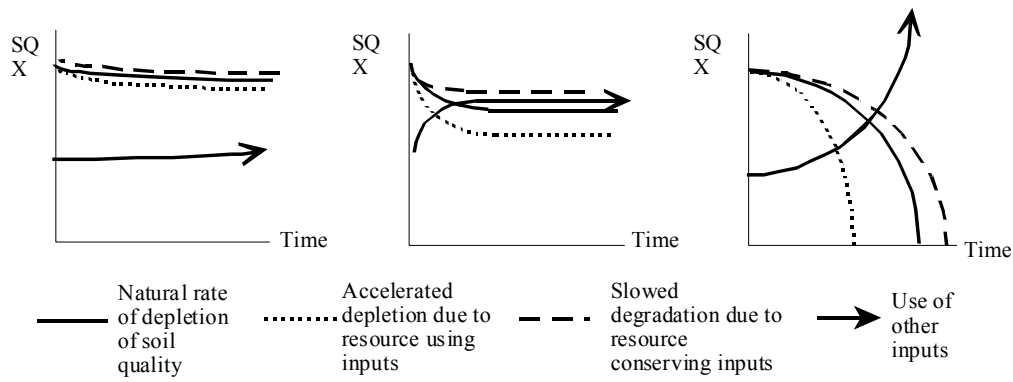 SQ
X
Time
SQ
X
Time
SQ
X
Time
Natural rate
of depletion
of soil
quality
Accelerated
depletion due to
resource using
inputs
Slowed
degradation due to
resource
conserving inputs
Use of
other
inputs